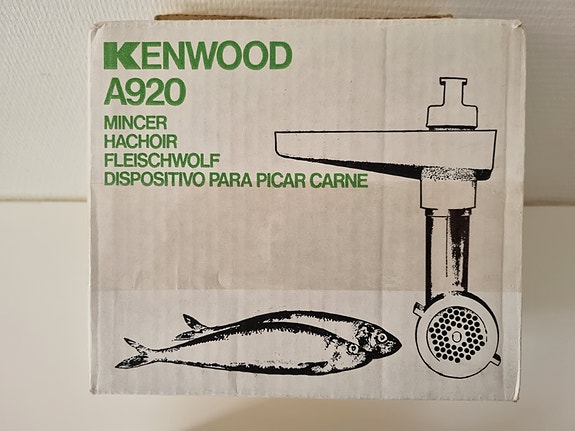 KENWOOD
A920
MINCER
HACHOIR
FLEISCHWOLF
DISPOSITIVO PARA PICAR CARNE